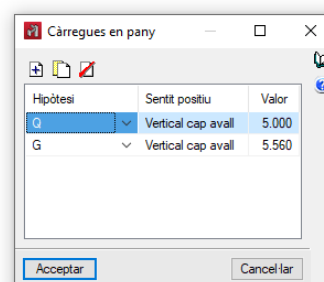 Càrregues en pany
Hipòtesi Sentit positiu Valor
Q Vertical cap avall 5.000
G Vertical cap avall 5.560
Acceptar Cancel·lar